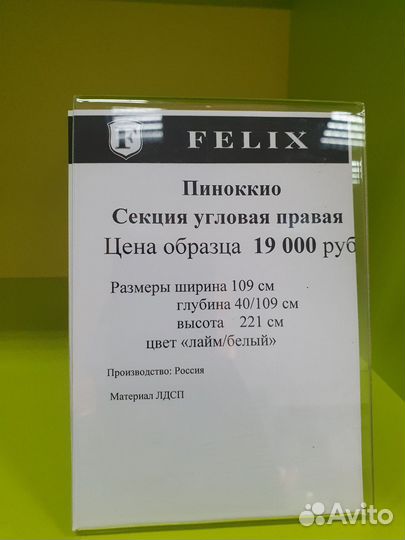 F FELIX
Пиноккио
Секция угловая правая
Цена образца 19 000 руб
Размеры ширина 109 см
глубина 40/109 см
высота 221 см
цвет «лайм/белый»
Производство: Россия
Материал ЛДСП
Avito